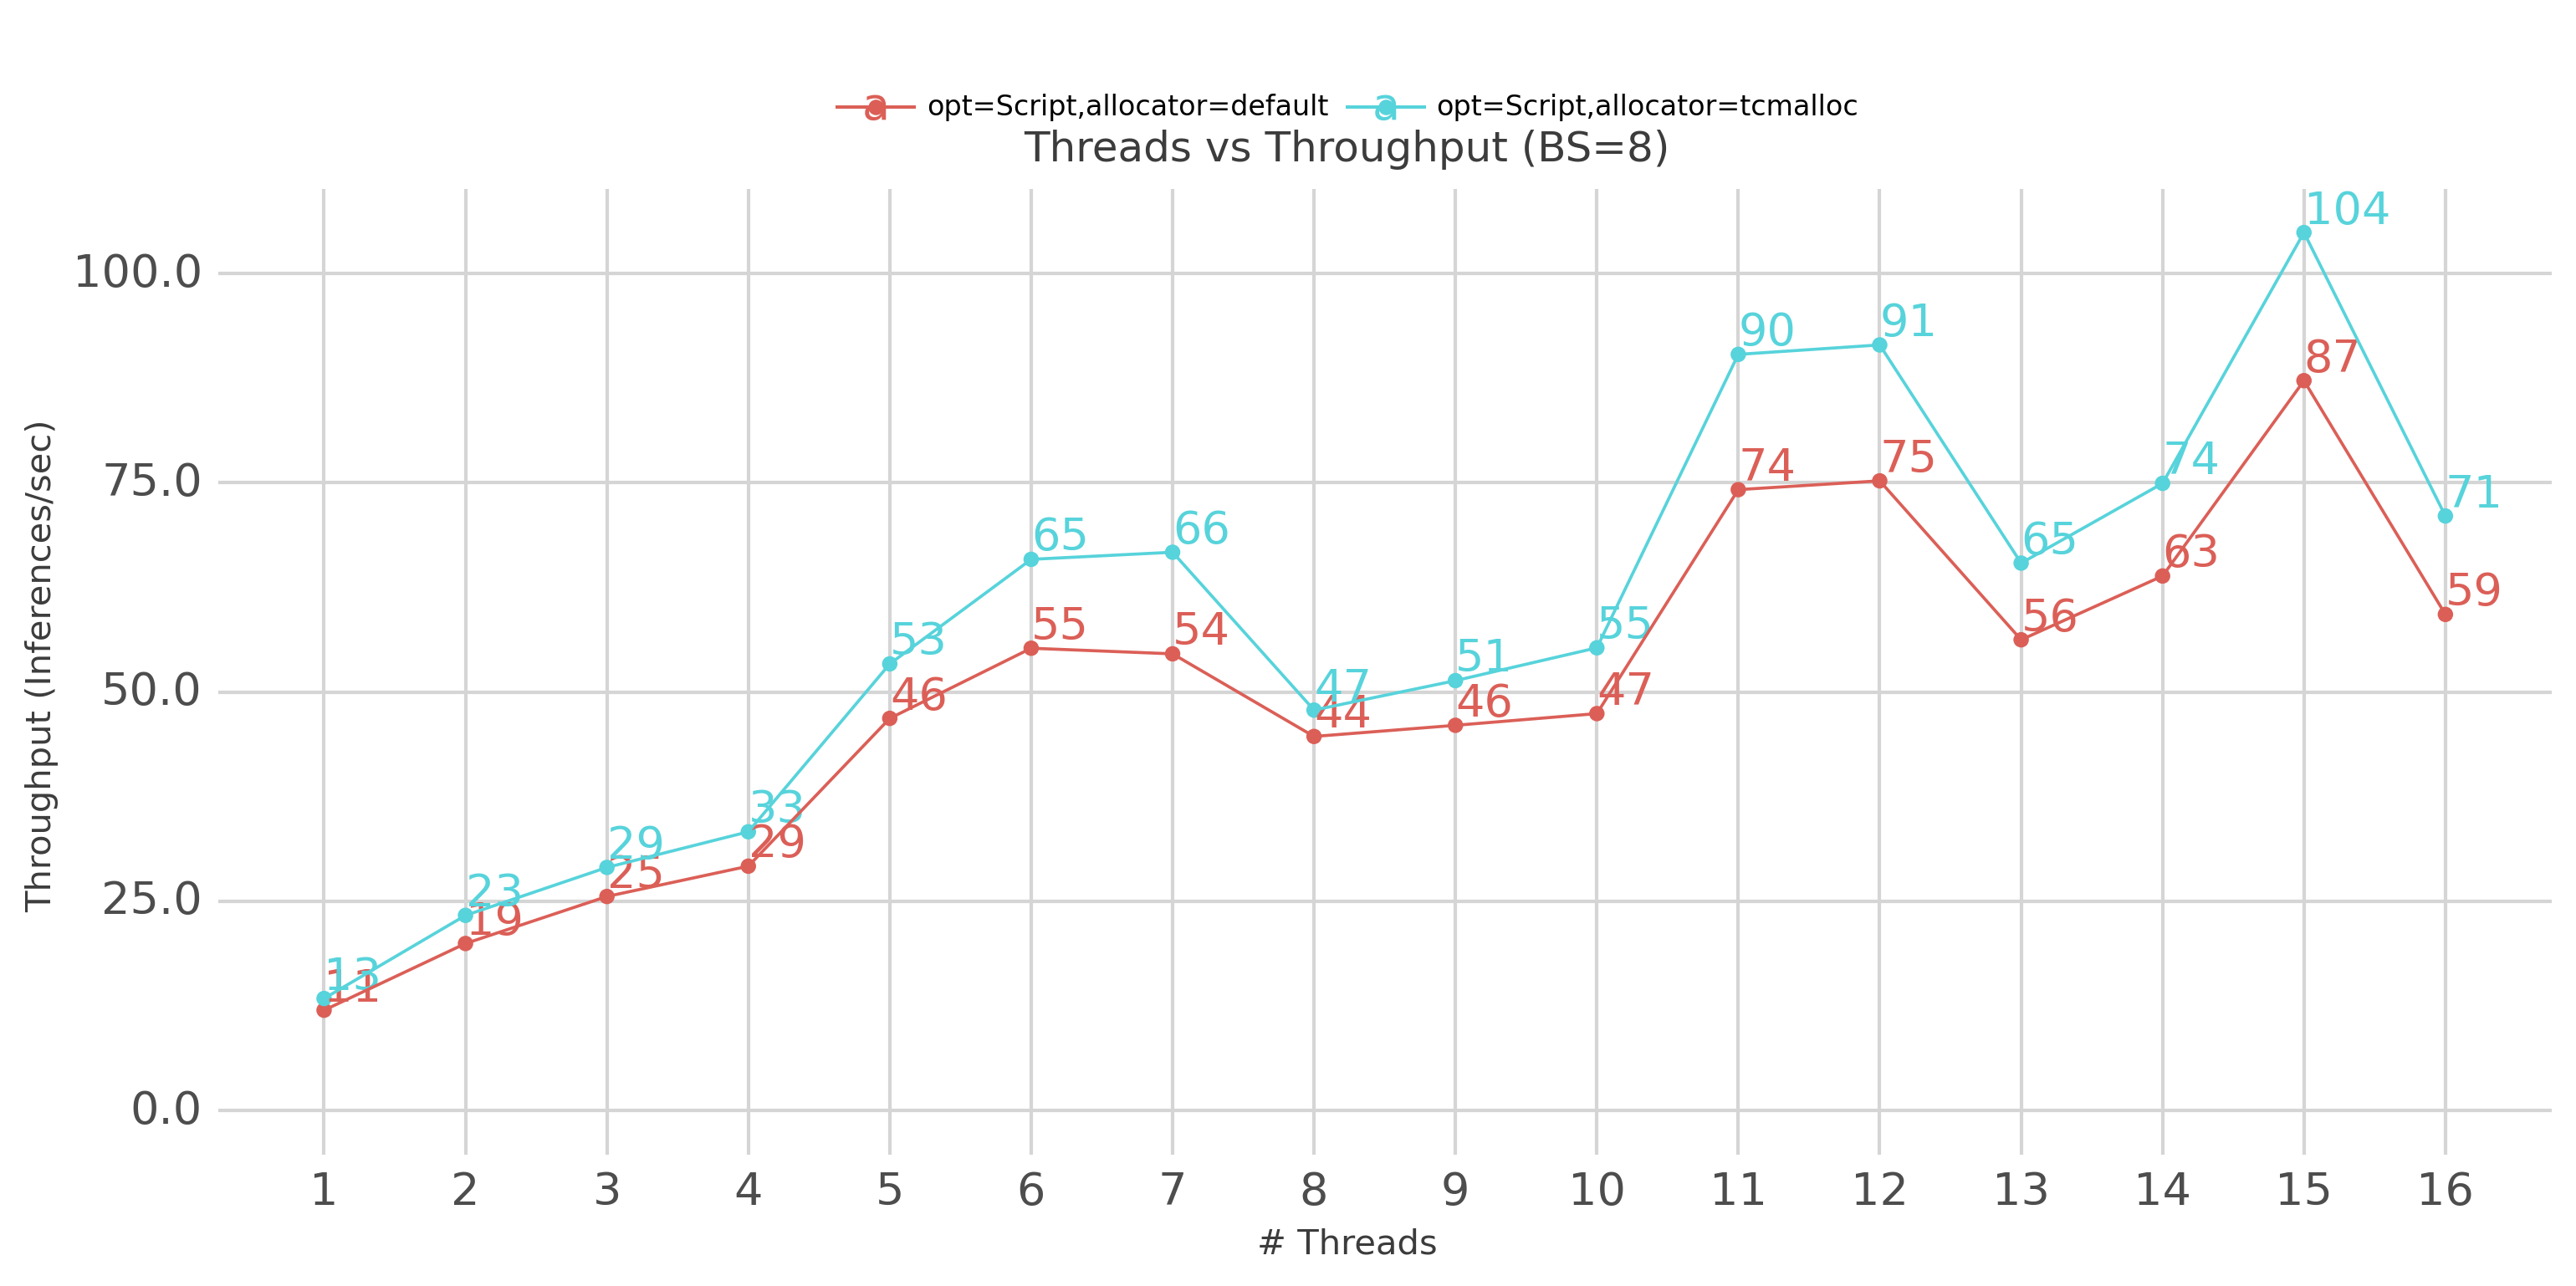 a opt=Script,allocator=default a opt=Script,allocator=tcmalloc
Threads vs Throughput (BS=8)
Throughput (Inferences/sec)
100.0
75.0
50.0
25.0
0.0
13 23 29 33 53 65 66 47 51 55 90 91 65 74 104 71
11 19 25 29 46 55 54 44 46 47 74 75 56 63 87 59
1 2 3 4 5 6 7 8 9 10 11 12 13 14 15 16
# Threads